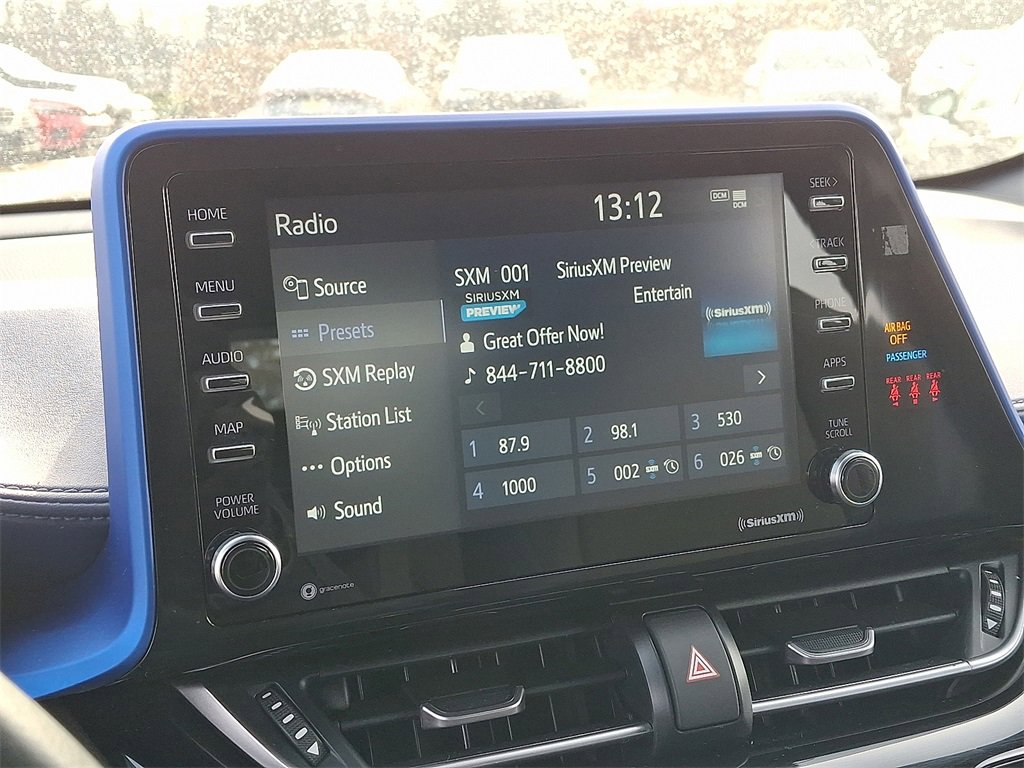 HOME
MENU
AUDIO
MAP
POWER
VOLUME
Radio
13:12
DCM
DCM
Source
Presets
SXM Replay
Station List
Options
Sound
SXM 001
SiriusXM Preview
SIRIUSXM
PREVIEW
Entertain
((SiriusXM))
Great Offer Now!
844-711-8800
1 87.9
2 98.1
3 530
4 1000
5 002 sxm
6 026 sxm
gracenote
((SiriusXM))
SEEK>
<TRACK
PHONE
APPS
TUNE
SCROLL
AIR BAG
OFF
PASSENGER
REAR REAR REAR